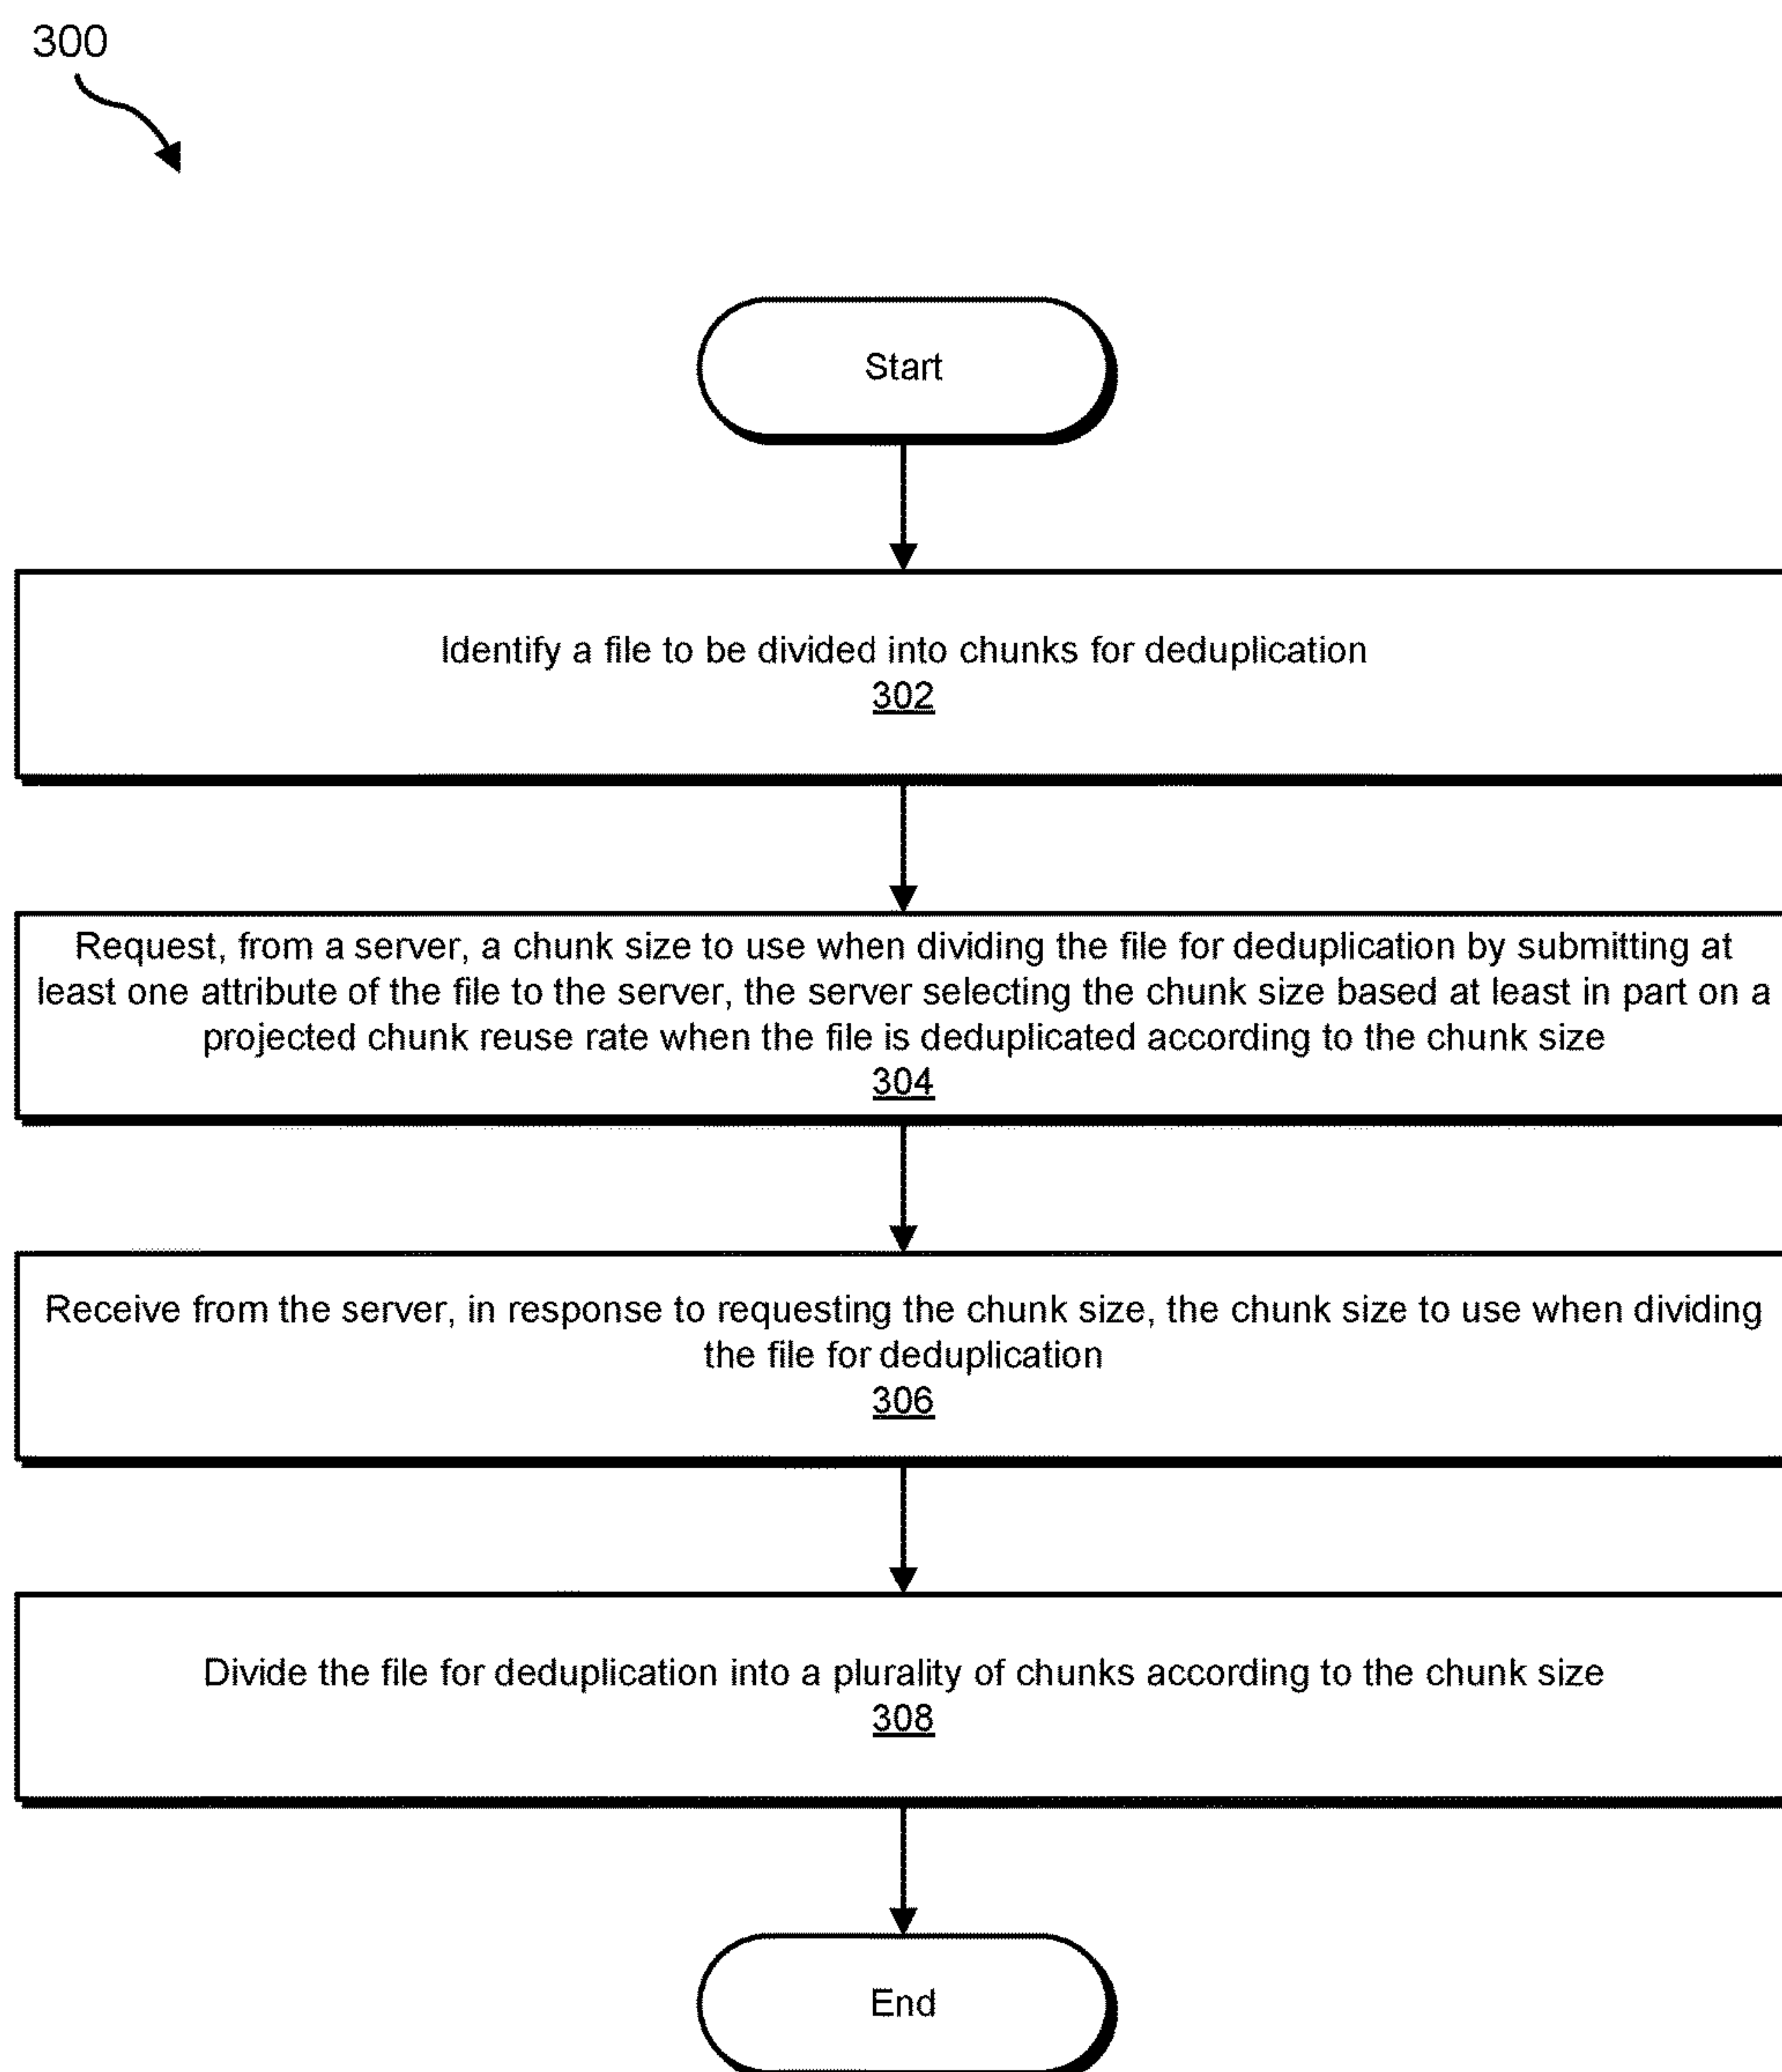 300
Start
Identify a file to be divided into chunks for deduplication
302
Request, from a server, a chunk size to use when dividing the file for deduplication by submitting at
least one attribute of the file to the server, the server selecting the chunk size based at least in part on a
projected chunk reuse rate when the file is deduplicated according to the chunk size
304
Receive from the server, in response to requesting the chunk size, the chunk size to use when dividing
the file for deduplication
306
Divide the file for deduplication into a plurality of chunks according to the chunk size
308
End